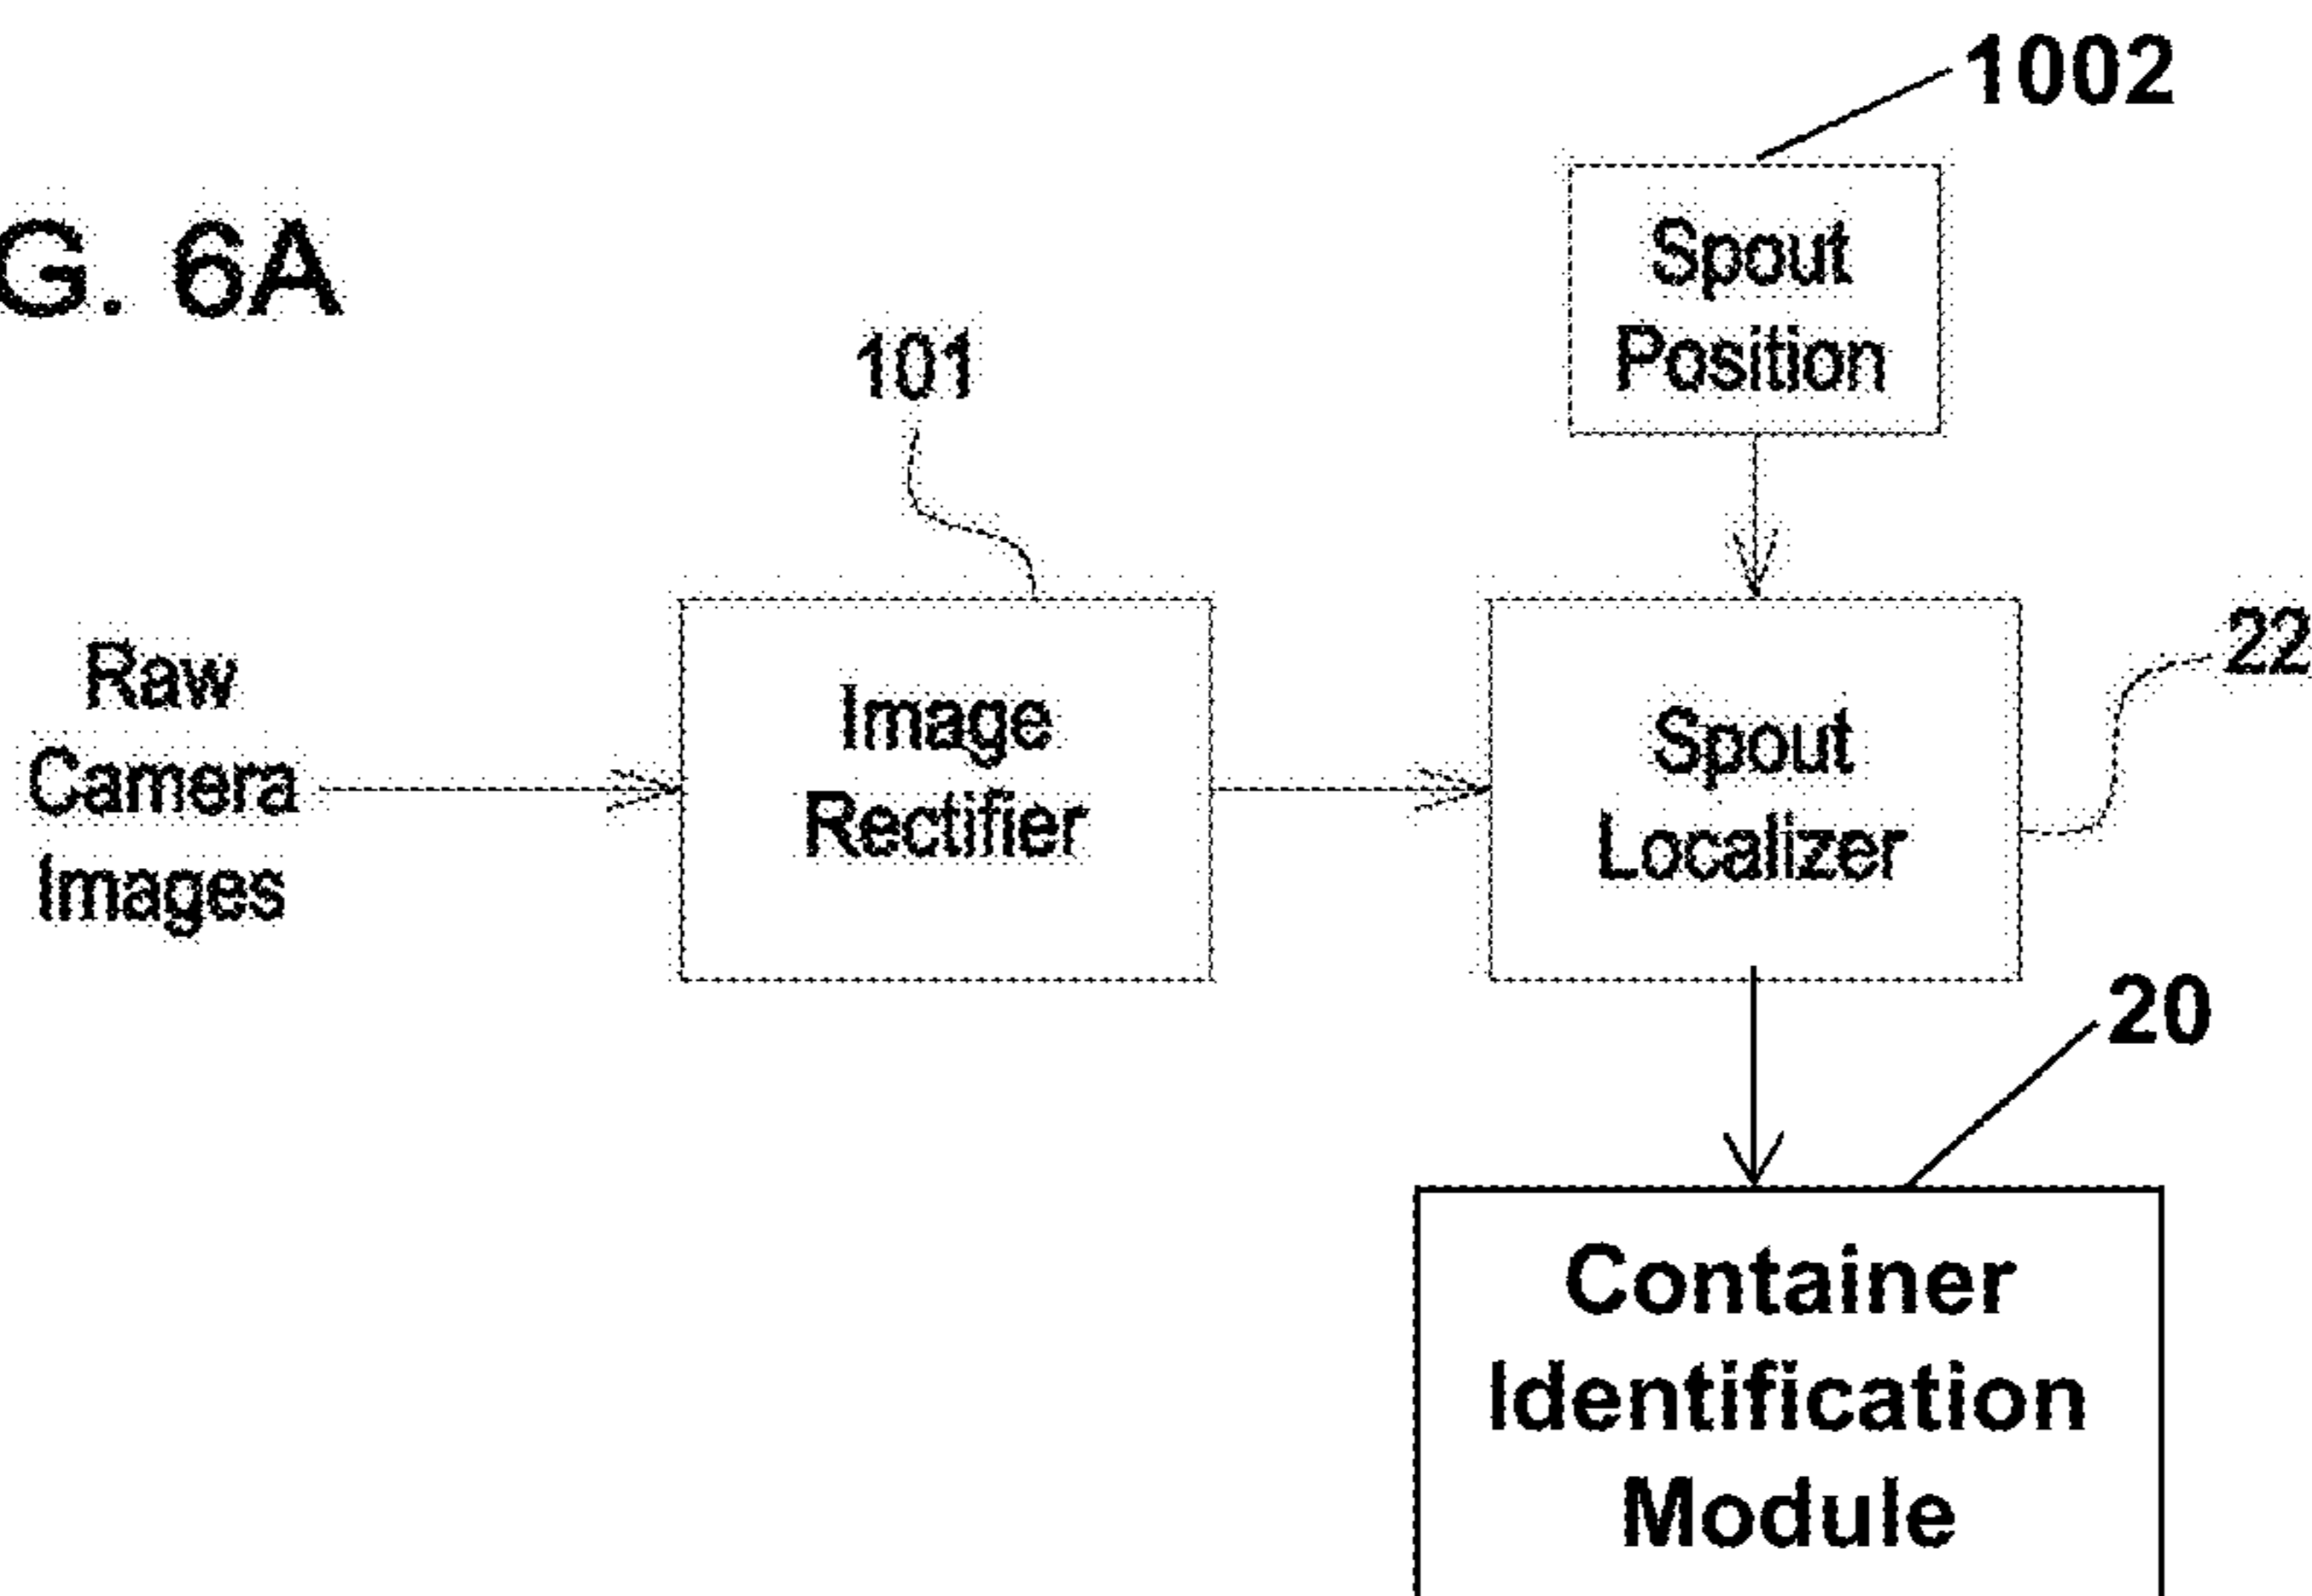 1002
G. 6A
Spout
Position
101
22
Raw
Camera
Images
Image
Rectifier
Spout
Localizer
20
Container
Identification
Module